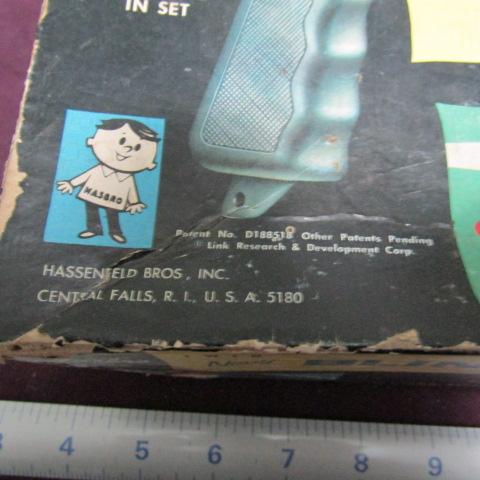 IN SET
HASBRO
Patent No. D188518 Other Patents Pending
Link Research & Development Corp.
HASSENFELD BROS., INC.
CENTRAL FALLS, R. I., U. S. A. 5180
3 4 5 6 7 8 9